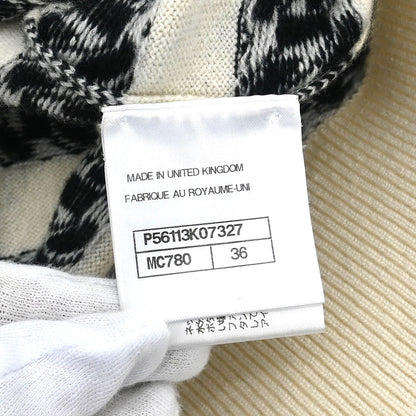 MADE IN UNITED KINGDOM
FABRIQUE AU ROYAUME-UNI
P56113K07327
MC780 36